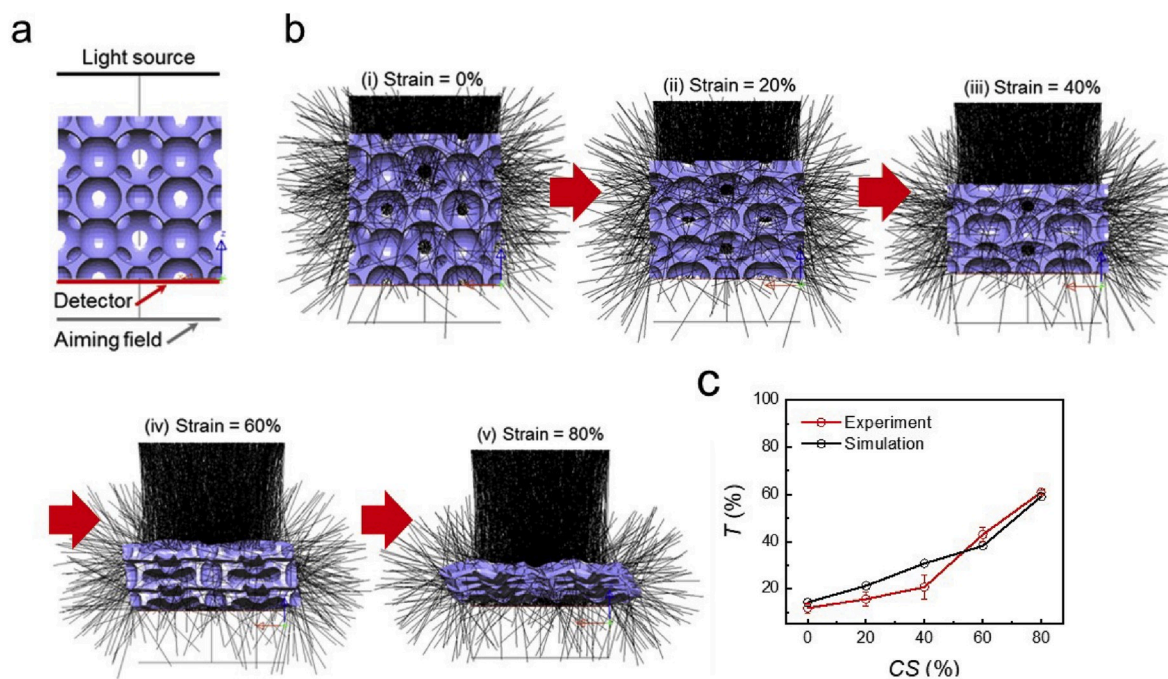 a
Light source
Detector
Aiming field
z
b
(i) Strain = 0%
(ii) Strain = 20%
(iii) Strain = 40%
(iv) Strain = 60%
(v) Strain = 80%
c
100
80
60
40
20
T (%)
Experiment
Simulation
0 20 40 60 80
CS (%)